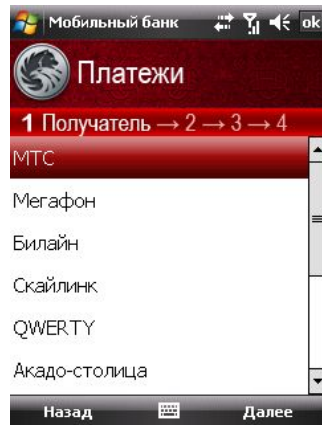 Мобильный банк ok
Платежи
1 Получатель → 2 → 3 → 4
МТС
Мегафон
Билайн
Скайлинк
QWERTY
Акадо-столица
Назад Далее